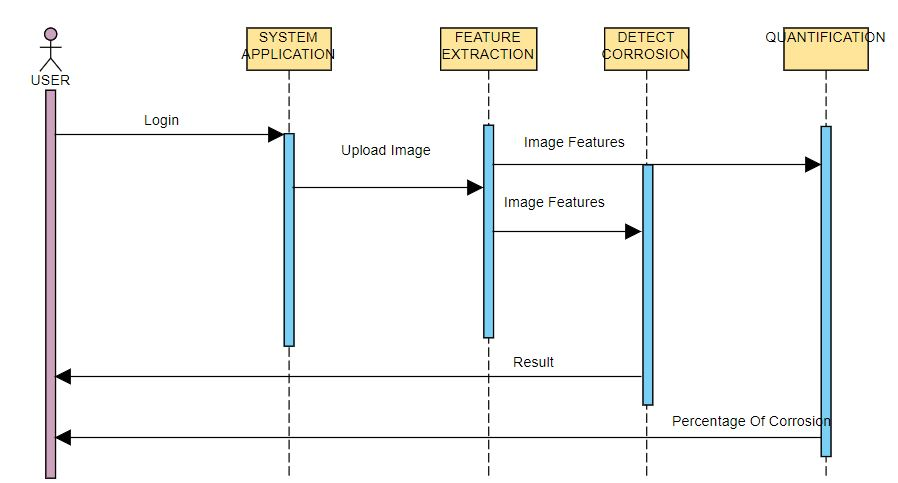 USER
SYSTEM
APPLICATION
FEATURE
EXTRACTION
DETECT
CORROSION
QUANTIFICATION
Login
Upload Image
Image Features
Image Features
Result
Percentage Of Corrosion